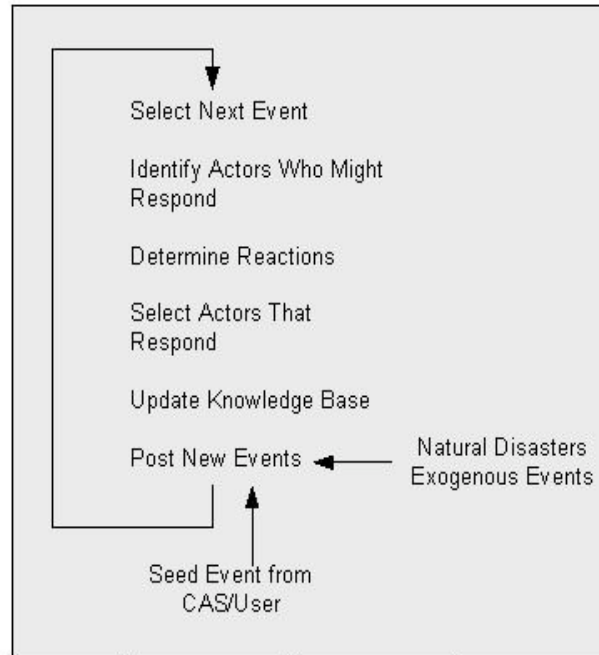 Select Next Event
Identify Actors Who Might
Respond
Determine Reactions
Select Actors That
Respond
Update Knowledge Base
Post New Events
Natural Disasters
Exogenous Events
Seed Event from
CAS/User